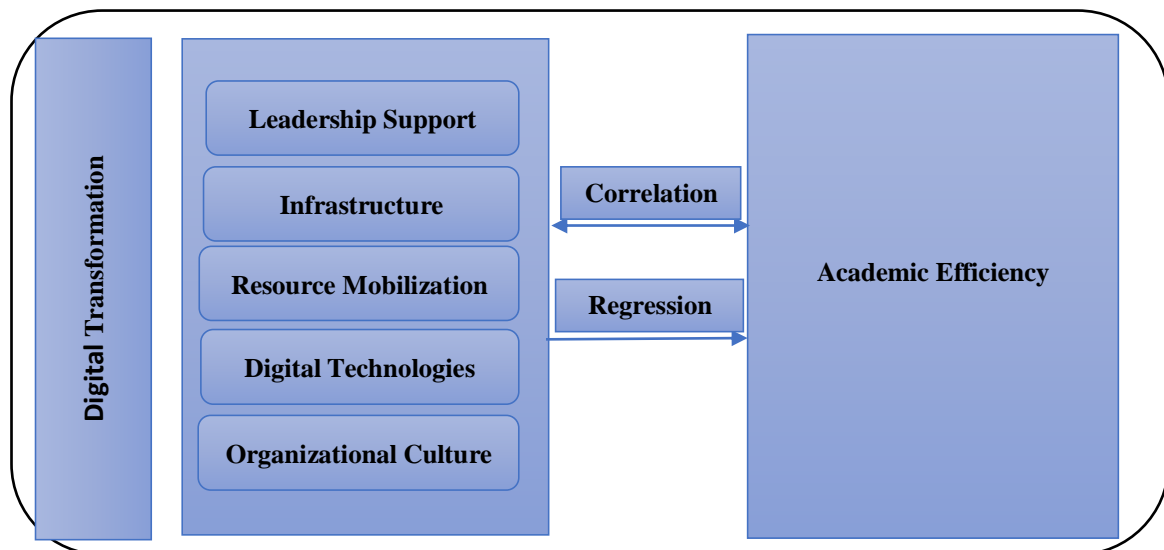 Digital Transformation
Leadership Support
Infrastructure
Resource Mobilization
Digital Technologies
Organizational Culture
Correlation
Regression
Academic Efficiency